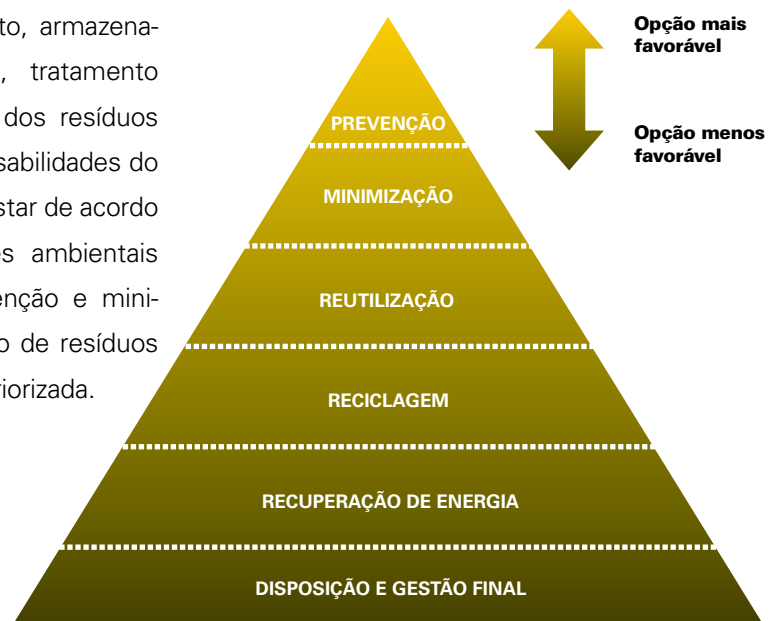 to, armazena-
, tratamento
dos resíduos
sabilidades do
star de acordo
s ambientais
enção e mini-
o de resíduos
riorizada.
PREVENÇÃO
MINIMIZAÇÃO
REUTILIZAÇÃO
RECICLAGEM
RECUPERAÇÃO DE ENERGIA
DISPOSIÇÃO E GESTÃO FINAL
Opção mais
favorável
Opção menos
favorável